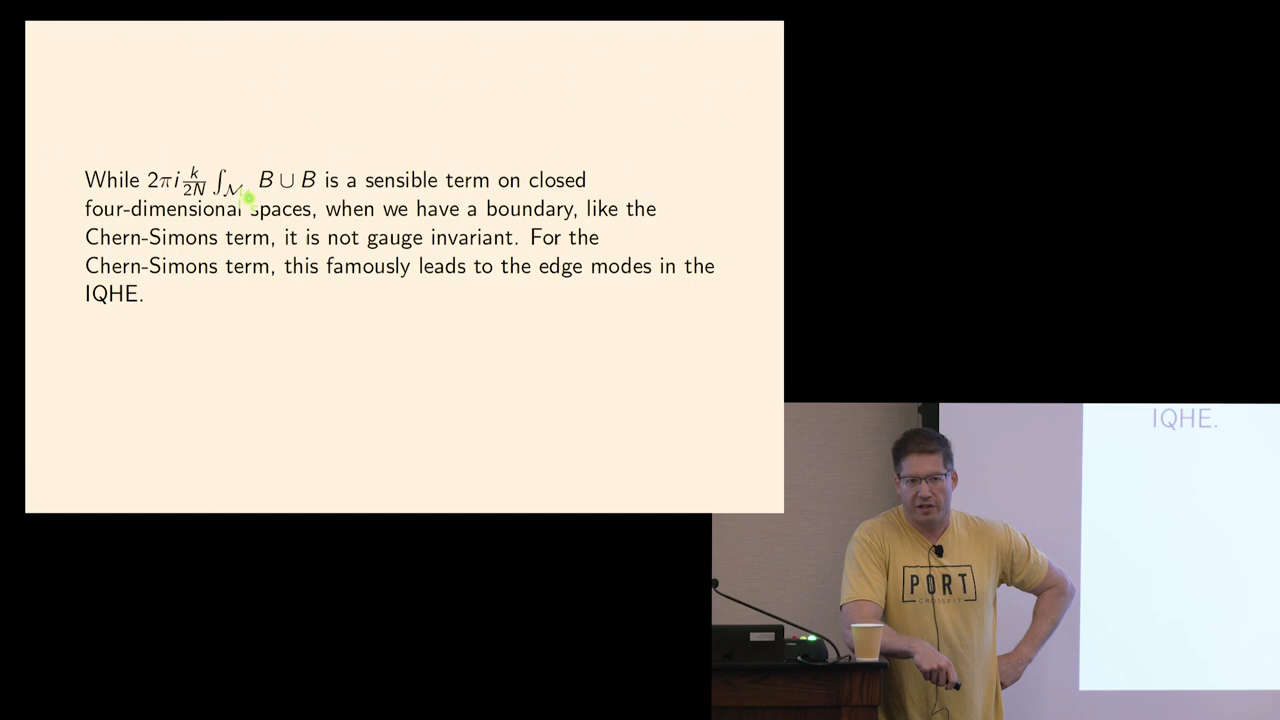 While 2πi k/2N ∫_M B ∪ B is a sensible term on closed
four-dimensional spaces, when we have a boundary, like the
Chern-Simons term, it is not gauge invariant. For the
Chern-Simons term, this famously leads to the edge modes in the
IQHE.
IQHE.
PORT
CROSSFIT